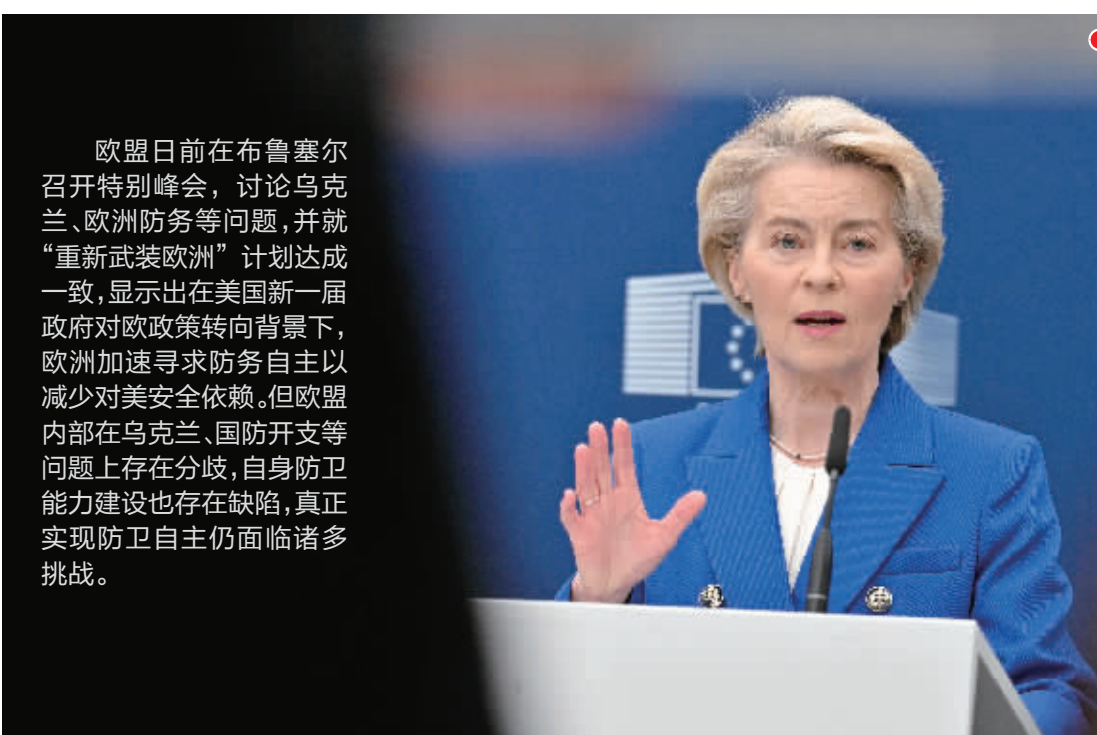 欧盟日前在布鲁塞尔
召开特别峰会，讨论乌克
兰、欧洲防务等问题，并就
“重新武装欧洲”计划达成
一致，显示出在美国新一届
政府对欧政策转向背景下，
欧洲加速寻求防务自主以
减少对美安全依赖。但欧盟
内部在乌克兰、国防开支等
问题上存在分歧，自身防卫
能力建设也存在缺陷，真正
实现防卫自主仍面临诸多
挑战。